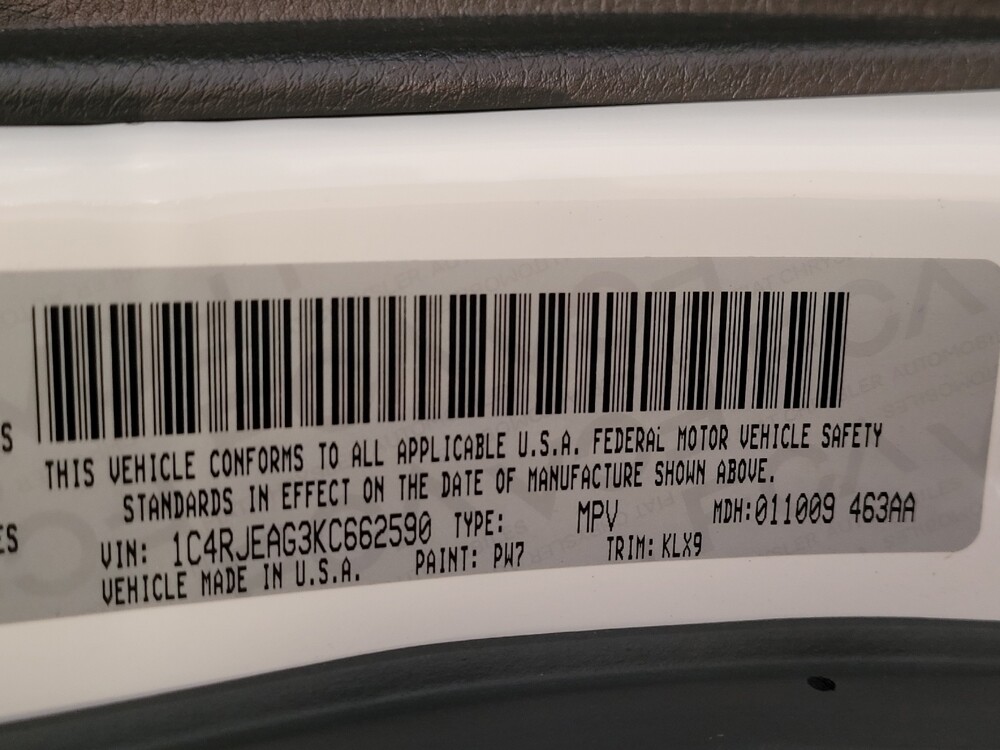 S
THIS VEHICLE CONFORMS TO ALL APPLICABLE U.S.A. FEDERAL MOTOR VEHICLE SAFETY
STANDARDS IN EFFECT ON THE DATE OF MANUFACTURE SHOWN ABOVE.
ES
VIN: 1C4RJEAG3KC662590 TYPE: MPV MDH:011009 463AA
VEHICLE MADE IN U.S.A. PAINT: PW7 TRIM: KLX9